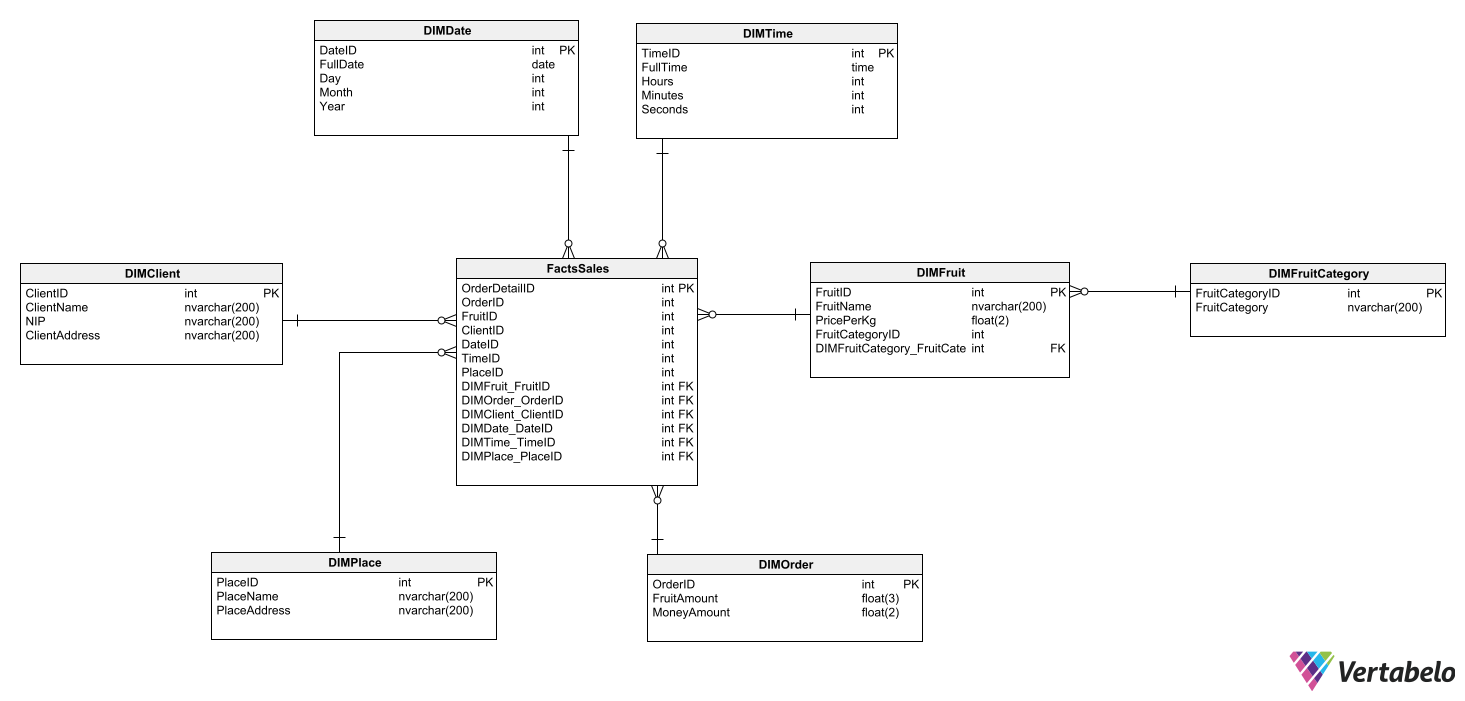 DIMDate
DateID int PK
FullDate date
Day int
Month int
Year int
DIMTime
TimeID int PK
FullTime time
Hours int
Minutes int
Seconds int
DIMClient
ClientID int PK
ClientName nvarchar(200)
NIP nvarchar(200)
ClientAddress nvarchar(200)
FactsSales
OrderDetailID int PK
OrderID int
FruitID int
ClientID int
DateID int
TimeID int
PlaceID int
DIMFruit_FruitID int FK
DIMOrder_OrderID int FK
DIMClient_ClientID int FK
DIMDate_DateID int FK
DIMTime_TimeID int FK
DIMPlace_PlaceID int FK
DIMFruit
FruitID int PK
FruitName nvarchar(200)
PricePerKg float(2)
FruitCategoryID int
DIMFruitCategory_FruitCate int FK
DIMFruitCategory
FruitCategoryID int PK
FruitCategory nvarchar(200)
DIMPlace
PlaceID int PK
PlaceName nvarchar(200)
PlaceAddress nvarchar(200)
DIMOrder
OrderID int PK
FruitAmount float(3)
MoneyAmount float(2)
Vertabelo